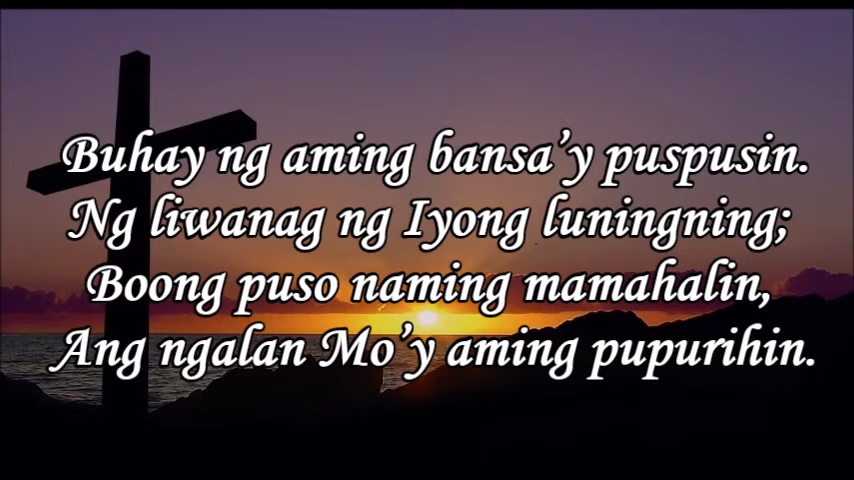 Buhay ng aming bansa’y puspusin.
Ng liwanag ng Iyong luningning;
Boong puso naming mamahalin,
Ang ngalan Mo’y aming pupurihin.